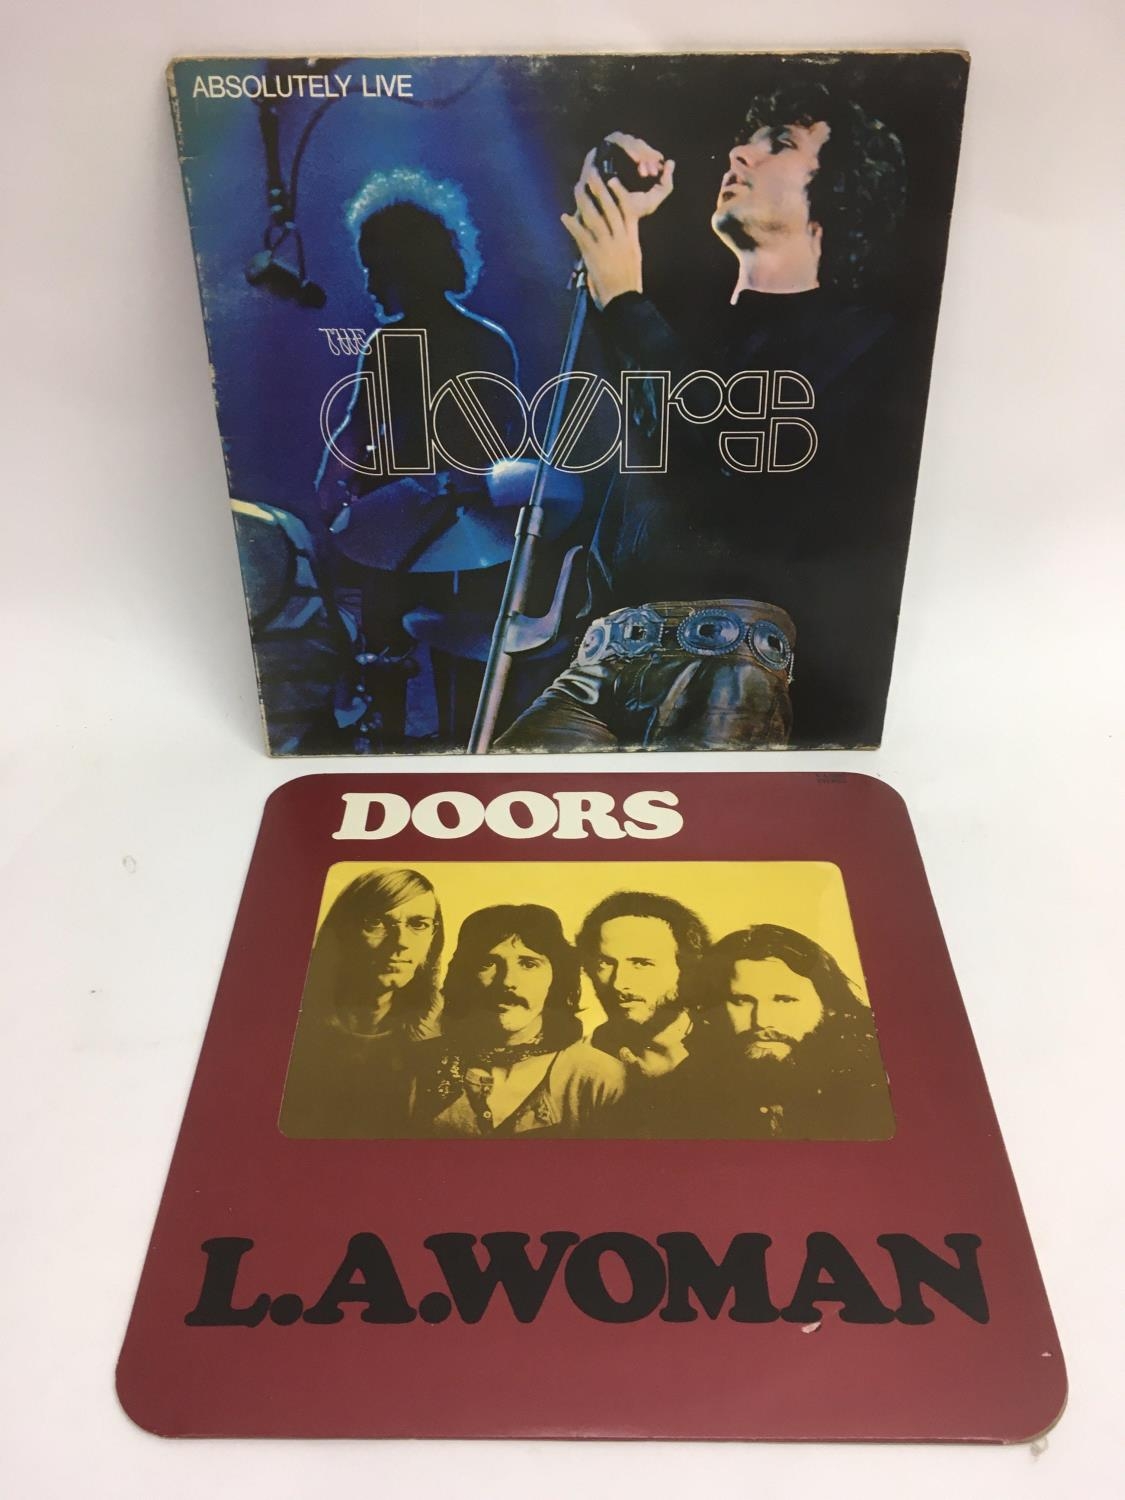 ABSOLUTELY LIVE
THE
doors
DOORS
L.A.WOMAN